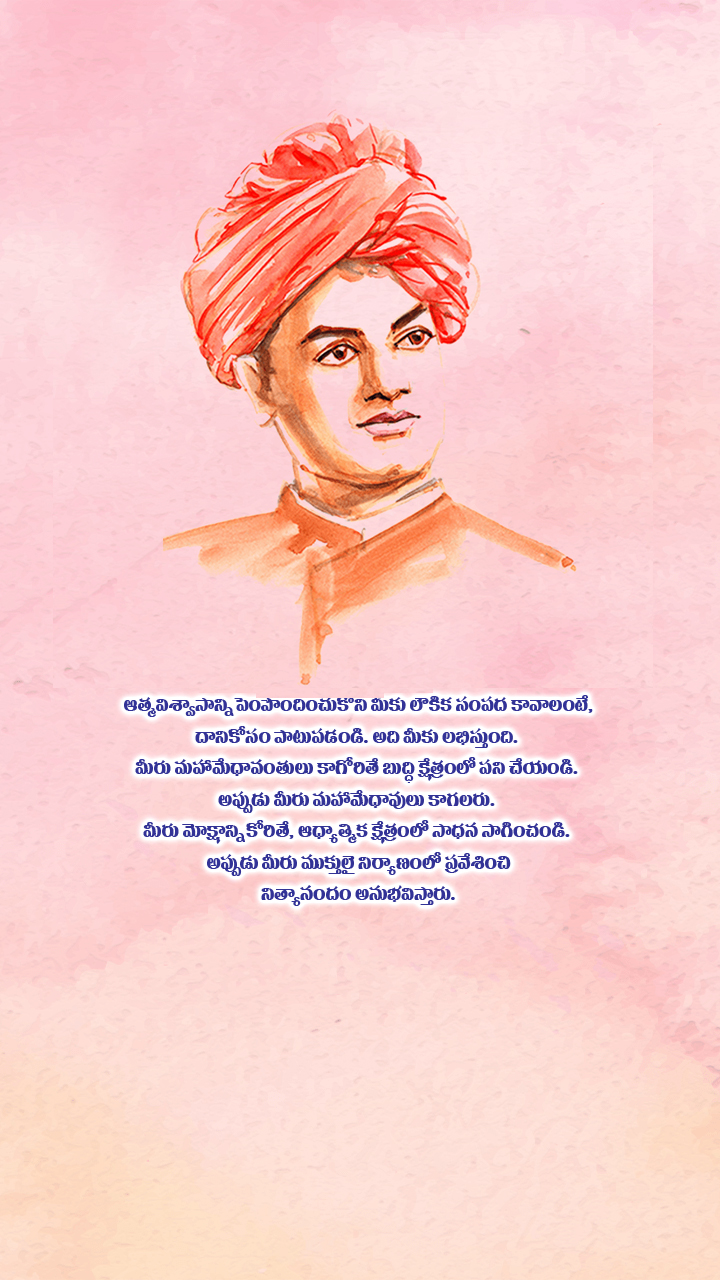 ఆత్మవిశ్వాసాన్ని పెంపొందించుకొని మీకు లౌకిక సంపద కావాలంటే,
దానికోసం పాటుపడండి. అది మీకు లభిస్తుంది.
మీరు మహామేధావంతులు కాగోరితే బుద్ధి క్షేత్రంలో పని చేయండి.
అప్పుడు మీరు మహామేధావులు కాగలరు.
మీరు మోక్షాన్ని కోరితే, ఆధ్యాత్మిక క్షేత్రంలో సాధన సాగించండి.
అప్పుడు మీరు ముక్తులై నిర్యాణంలో ప్రవేశించి
నిత్యానందం అనుభవిస్తారు.